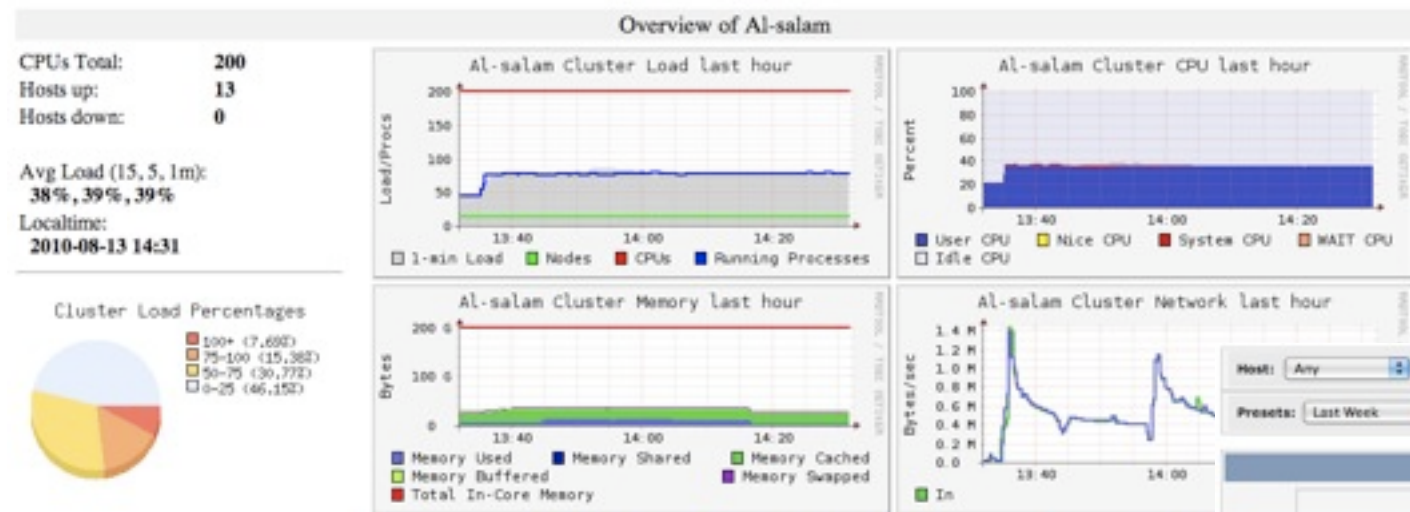 Overview of Al-salam
CPUs Total: 200
Hosts up: 13
Hosts down: 0
Avg Load (15, 5, 1m):
38%, 39%, 39%
Localtime:
2010-08-13 14:31
Cluster Load Percentages
100+ (7.69%)
75-100 (15.38%)
50-75 (30.77%)
0-25 (46.15%)
Al-salam Cluster Load last hour
Load/Procs
200
150
100
50
0
13:40 14:00 14:20
1-min Load Nodes CPUs Running Processes
Al-salam Cluster CPU last hour
Percent
100
80
60
40
20
0
13:40 14:00 14:20
User CPU Nice CPU System CPU WAIT CPU
Idle CPU
Al-salam Cluster Memory last hour
Bytes
200 G
100 G
0
13:40 14:00 14:20
Memory Used Memory Shared Memory Cached
Memory Buffered Memory Swapped
Total In-Core Memory
Al-salam Cluster Network last hour
Bytes/sec
1.4 M
1.2 M
1.0 M
0.8 M
0.6 M
0.4 M
0.2 M
0.0
13:40 14:00
In
Host: Any
Presets: Last Week